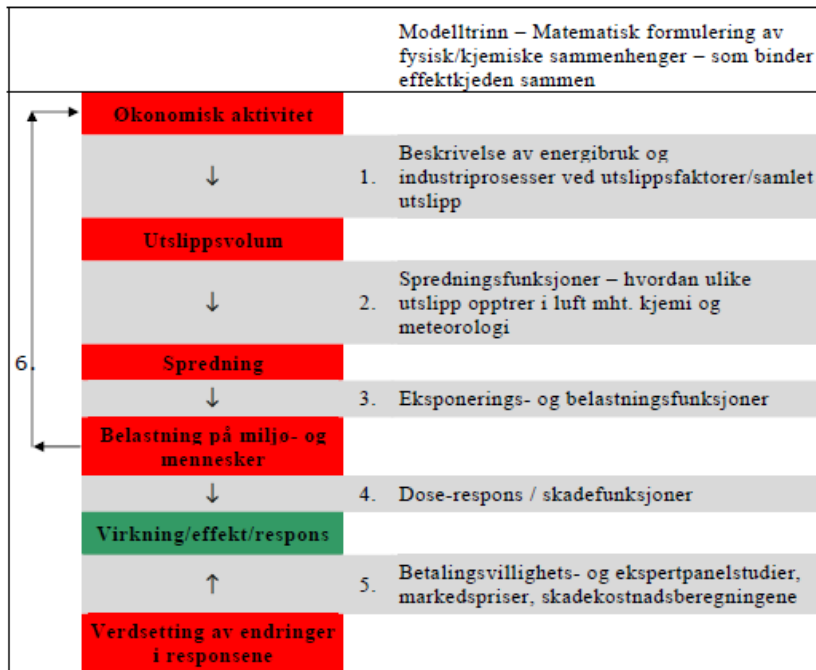 Modelltrinn – Matematisk formulering av
fysisk/kjemiske sammenhenger – som binder
effektkjeden sammen
Økonomisk aktivitet
↓
1. Beskrivelse av energibruk og
industriprosesser ved utslippsfaktorer/samlet
utslipp
Utslippsvolum
↓
2. Spredningsfunksjoner – hvordan ulike
utslipp opptrer i luft mht. kjemi og
meteorologi
6.
Spredning
↓
3. Eksponerings- og belastningsfunksjoner
Belastning på miljø- og
mennesker
↓
4. Dose-respons / skadefunksjoner
Virkning/effekt/respons
↑
5. Betalingsvillighets- og ekspertpanelstudier,
markedspriser, skadekostnadsberegningene
Verdsetting av endringer
i responsene